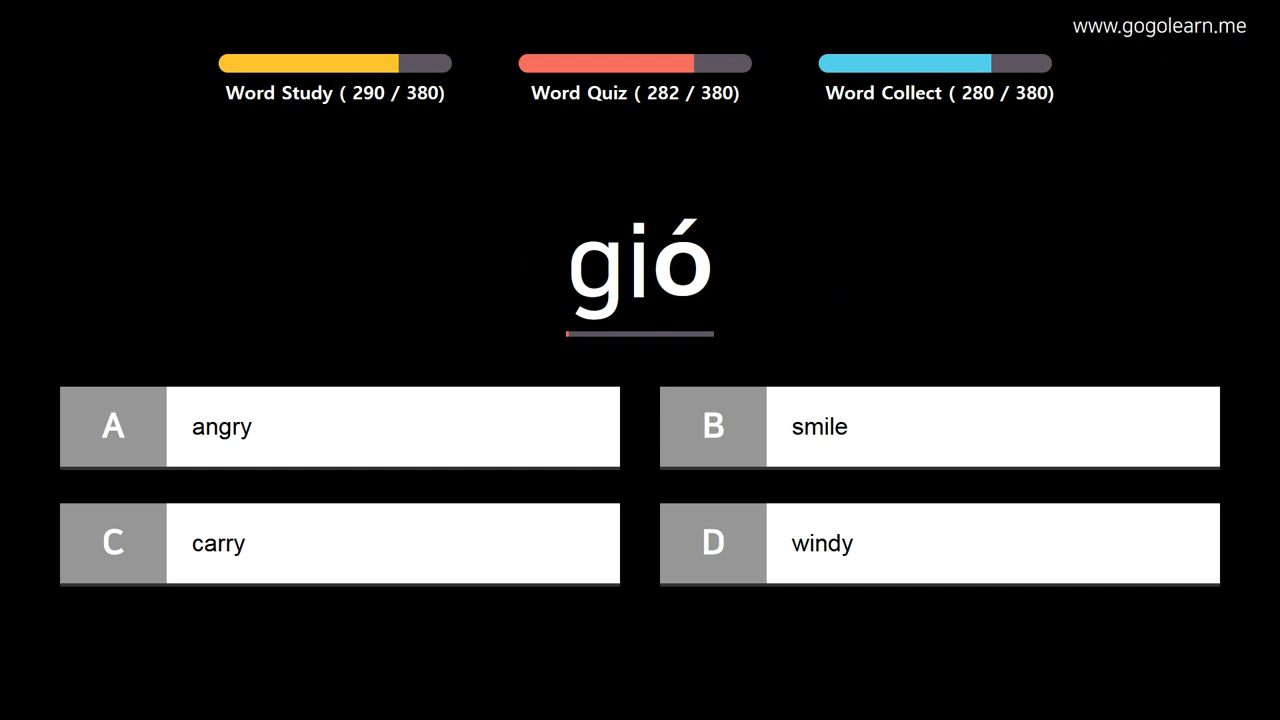 www.gogolearn.me
Word Study ( 290 / 380)
Word Quiz ( 282 / 380)
Word Collect ( 280 / 380)
gió
A angry
B smile
C carry
D windy